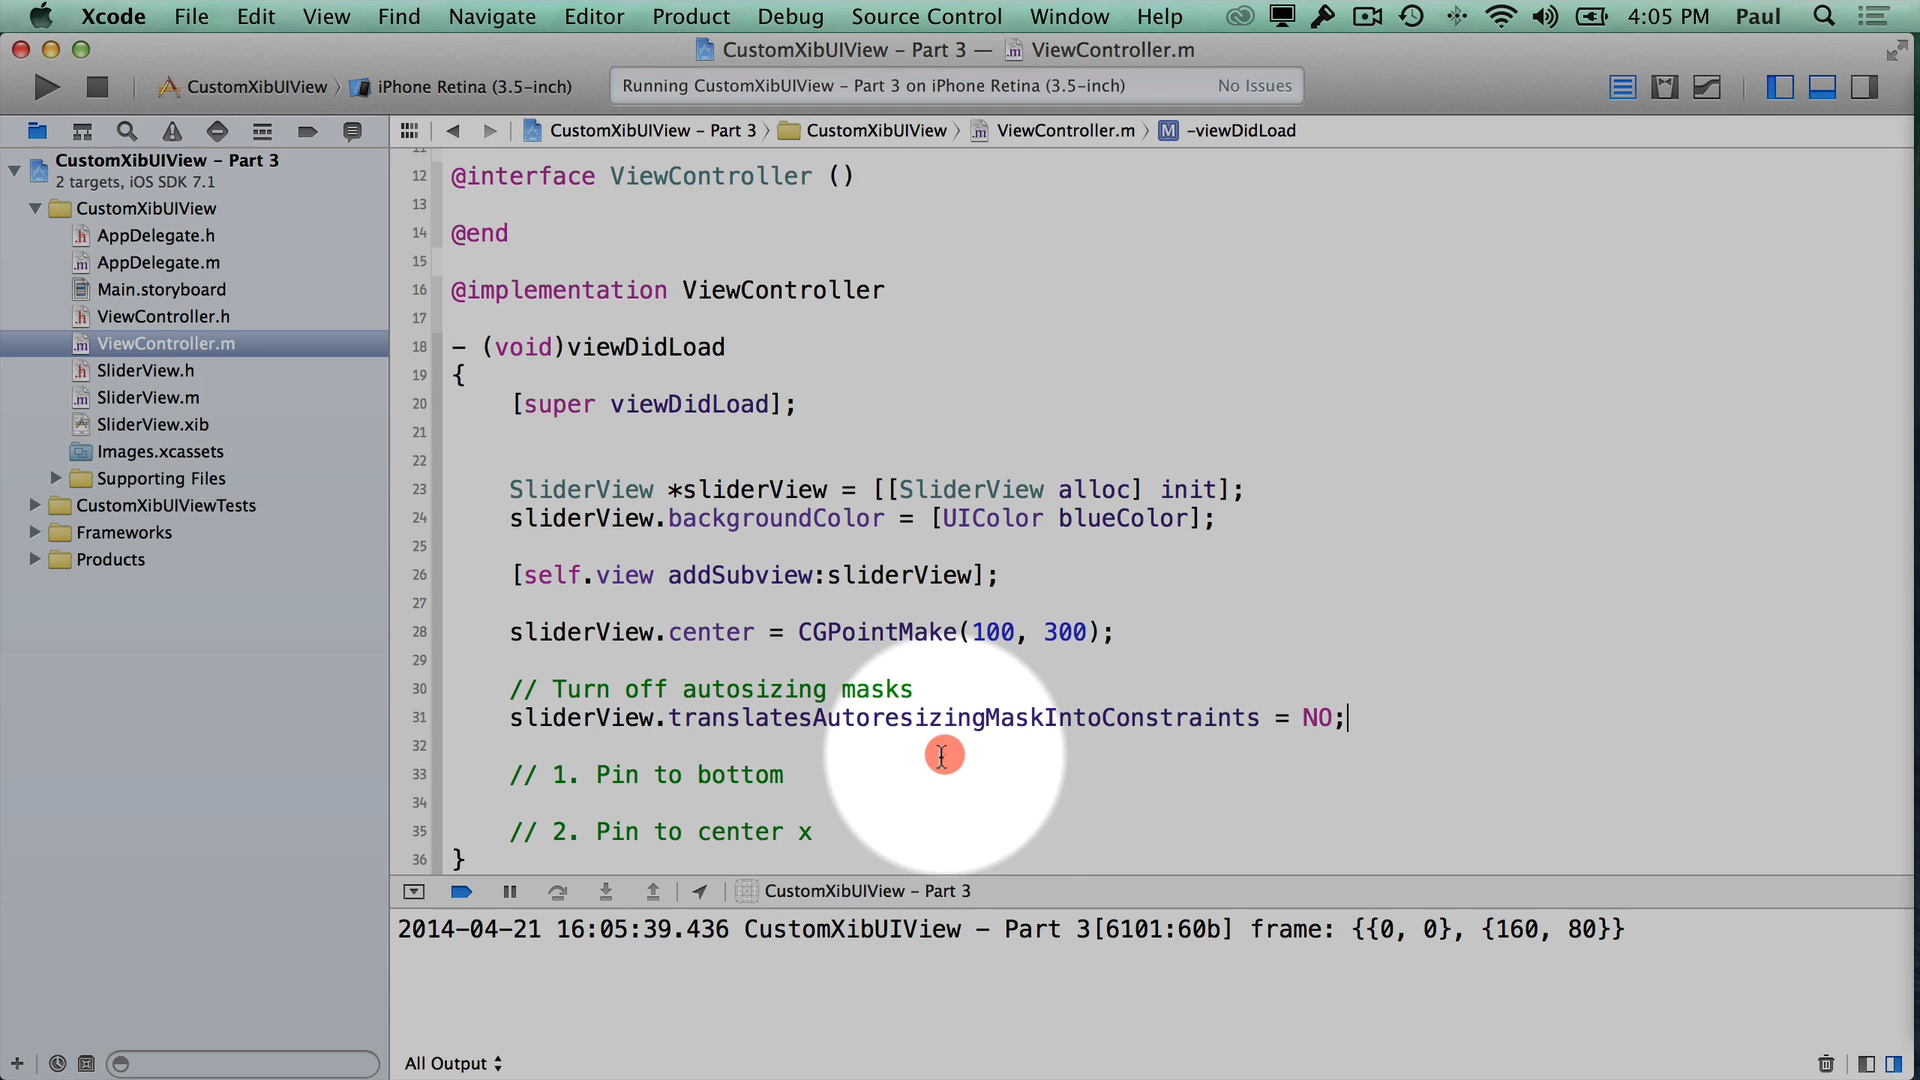 Xcode File Edit View Find Navigate Editor Product Debug Source Control Window Help 4:05 PM Paul
CustomXibUIView – Part 3 — ViewController.m
CustomXibUIView iPhone Retina (3.5-inch) Running CustomXibUIView – Part 3 on iPhone Retina (3.5-inch) No Issues
CustomXibUIView – Part 3 CustomXibUIView ViewController.m M -viewDidLoad
CustomXibUIView – Part 3
2 targets, iOS SDK 7.1
CustomXibUIView
AppDelegate.h
AppDelegate.m
Main.storyboard
ViewController.h
ViewController.m
SliderView.h
SliderView.m
SliderView.xib
Images.xcassets
Supporting Files
CustomXibUIViewTests
Frameworks
Products
11
12 @interface ViewController ()
13
14 @end
15
16 @implementation ViewController
17
18 – (void)viewDidLoad
19 {
20 [super viewDidLoad];
21
22
23 SliderView *sliderView = [[SliderView alloc] init];
24 sliderView.backgroundColor = [UIColor blueColor];
25
26 [self.view addSubview:sliderView];
27
28 sliderView.center = CGPointMake(100, 300);
29
30 // Turn off autosizing masks
31 sliderView.translatesAutoresizingMaskIntoConstraints = NO;
32
33 // 1. Pin to bottom
34
35 // 2. Pin to center x
36 }
CustomXibUIView – Part 3
2014-04-21 16:05:39.436 CustomXibUIView – Part 3[6101:60b] frame: {{0, 0}, {160, 80}}
All Output